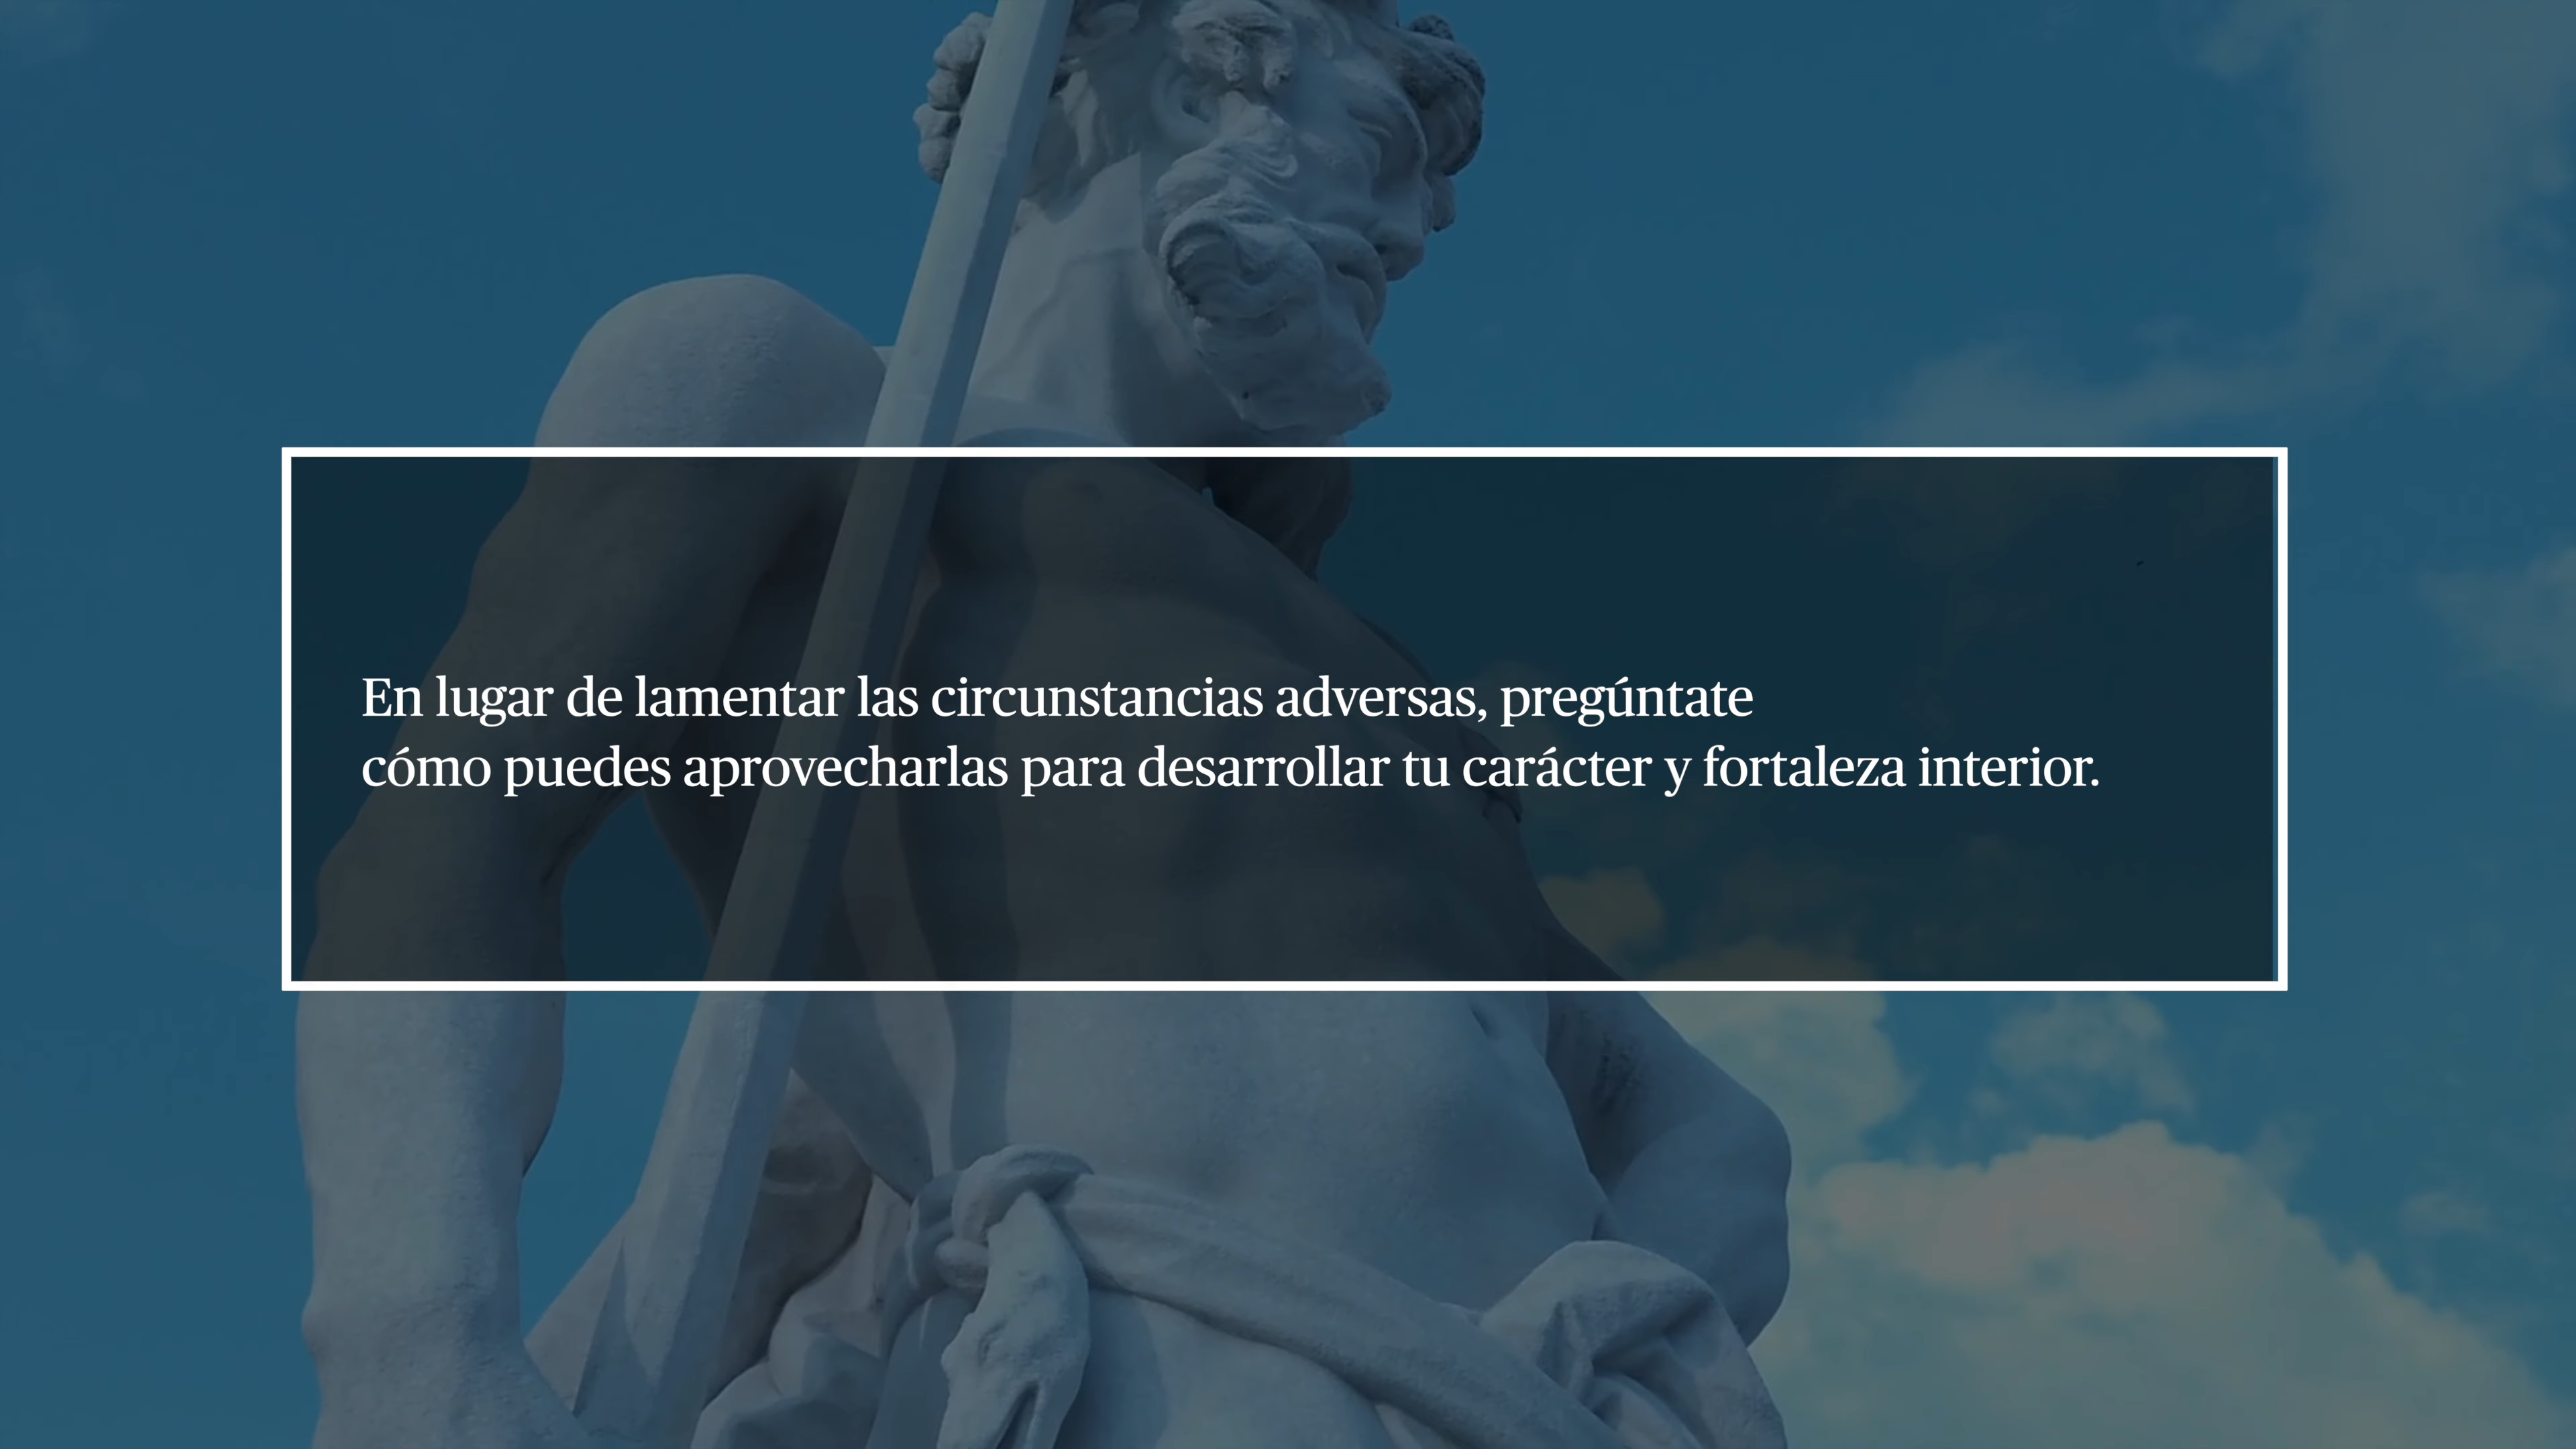 En lugar de lamentar las circunstancias adversas, pregúntate
cómo puedes aprovecharlas para desarrollar tu carácter y fortaleza interior.